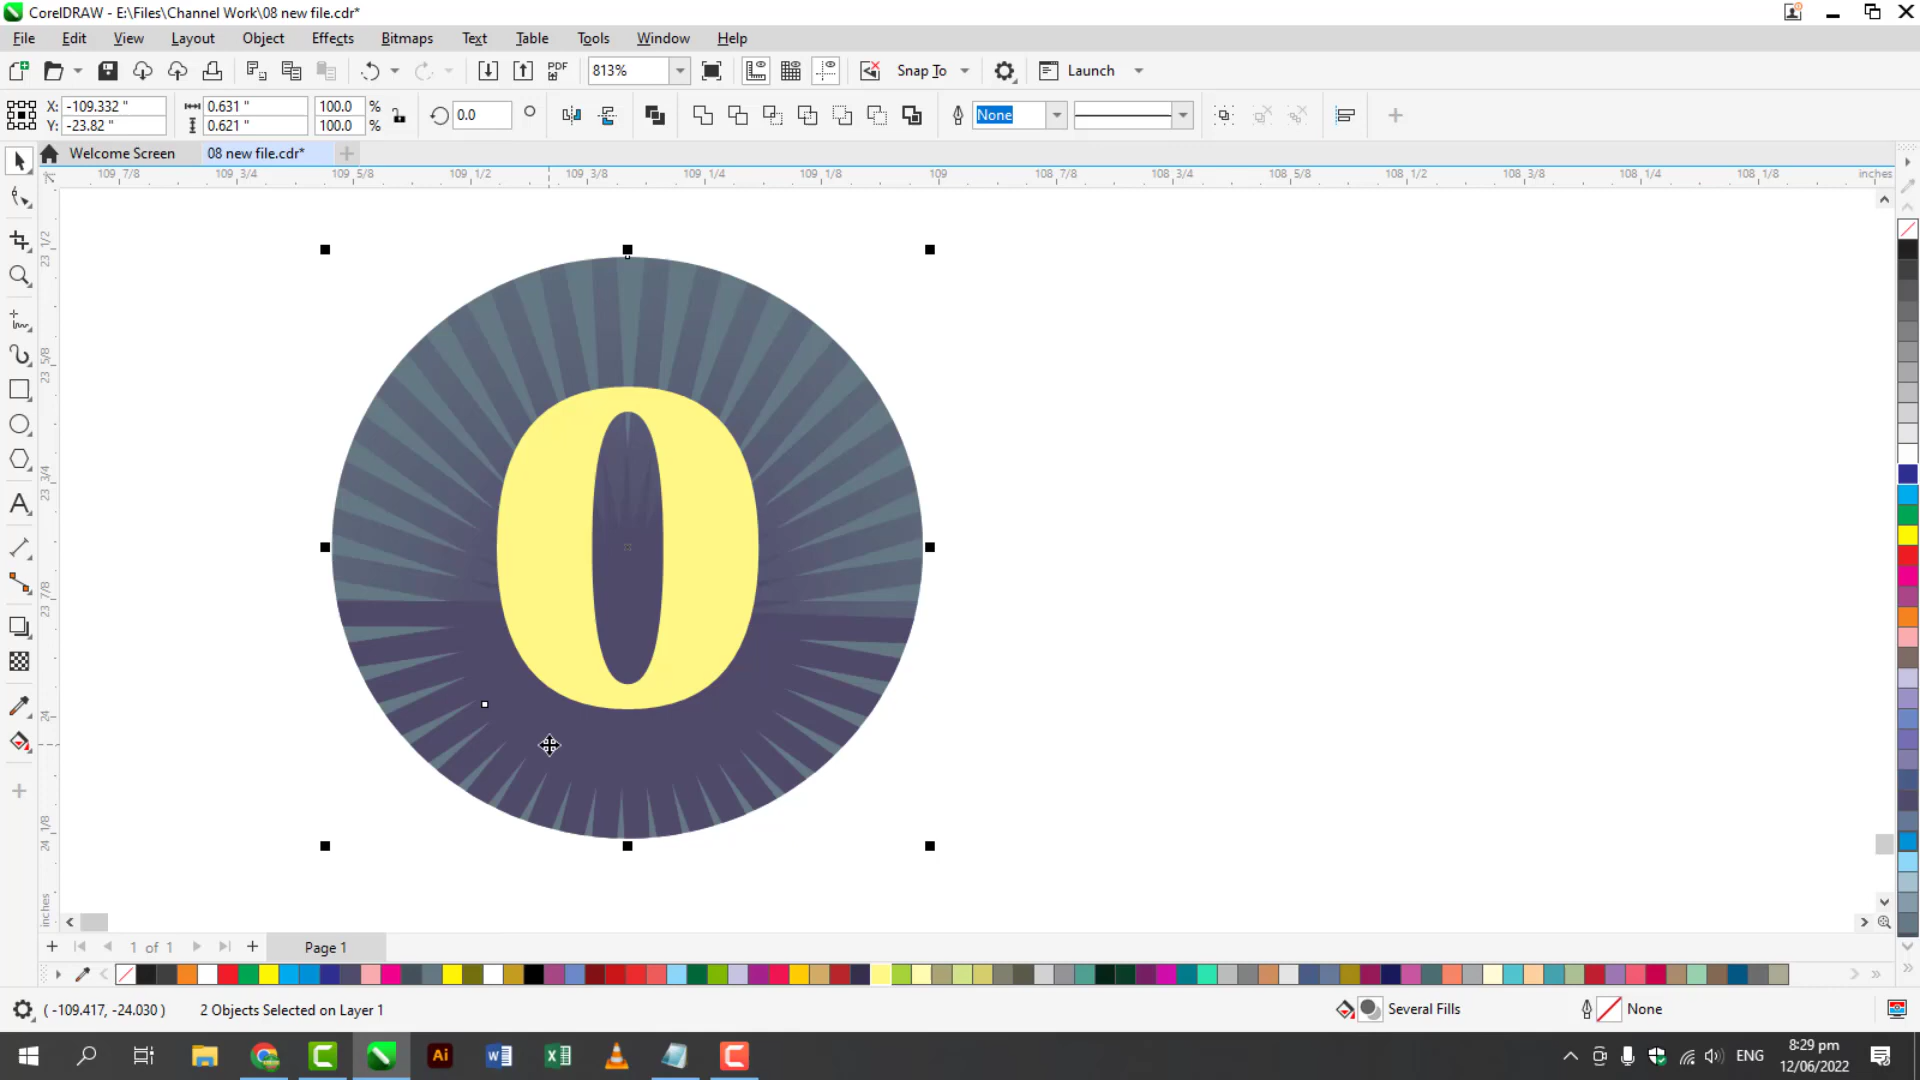 CorelDRAW - E:\Files\Channel Work\08 new file.cdr*
File Edit View Layout Object Effects Bitmaps Text Table Tools Window Help
PDF 813% Snap To Launch
X: -109.332 " 0.631 " 100.0 % 0.0 None
Y: -23.82 " 0.621 " 100.0 %
Welcome Screen 08 new file.cdr*
109 7/8 109 3/4 109 5/8 109 1/2 109 3/8 109 1/4 109 1/8 109 108 7/8 108 3/4 108 5/8 108 1/2 108 3/8 108 1/4 108 1/8 inches
23 1/2
23 5/8
23 3/4
23 7/8
24
24 1/8
inches
0
1 of 1 Page 1
( -109.417, -24.030 ) 2 Objects Selected on Layer 1 Several Fills None
Ai ENG 8:29 pm
12/06/2022